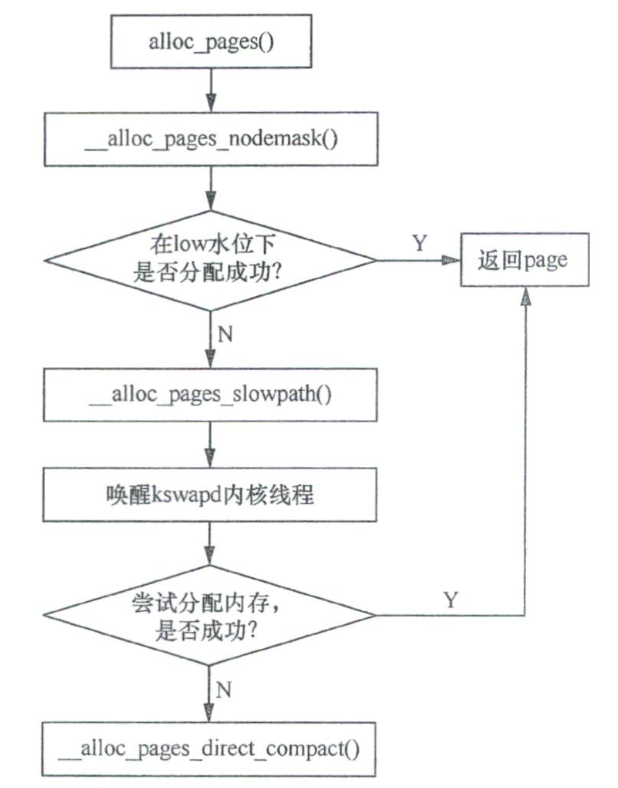 alloc_pages()
__alloc_pages_nodemask()
在low水位下
是否分配成功?
Y
返回page
N
__alloc_pages_slowpath()
唤醒kswapd内核线程
尝试分配内存,
是否成功?
Y
N
__alloc_pages_direct_compact()